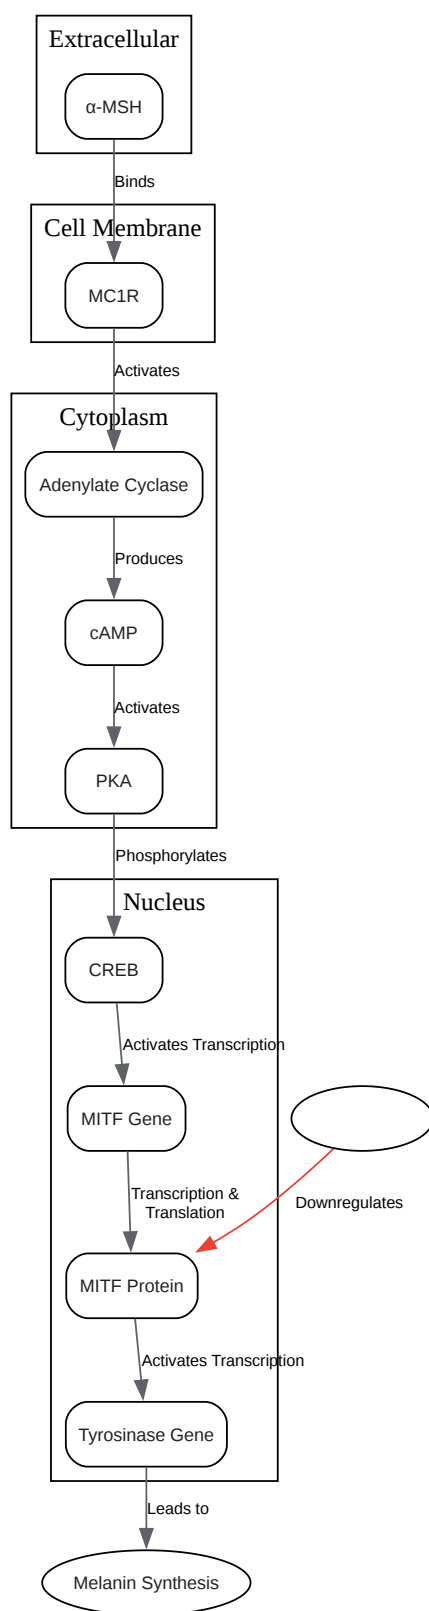 Extracellular
α-MSH
Binds
Cell Membrane
MC1R
Activates
Cytoplasm
Adenylate Cyclase
Produces
cAMP
Activates
PKA
Phosphorylates
Nucleus
CREB
Activates Transcription
MITF Gene
Transcription &
Translation
Downregulates
MITF Protein
Activates Transcription
Tyrosinase Gene
Leads to
Melanin Synthesis